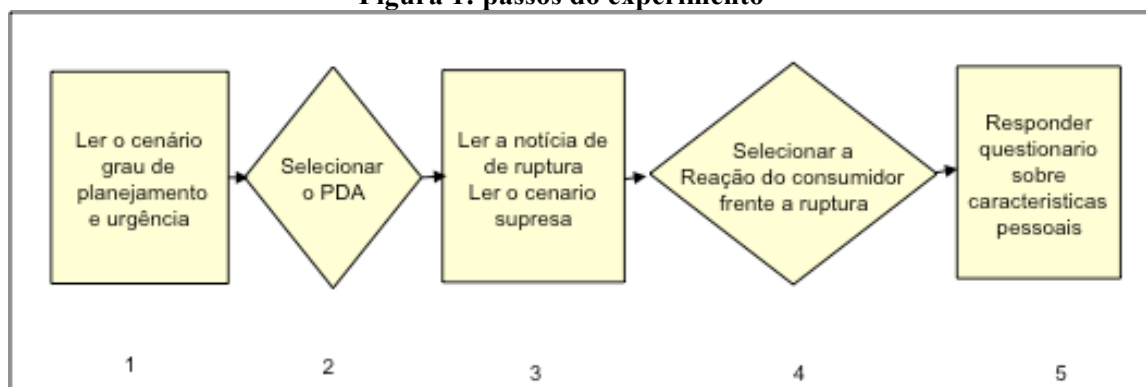 Figura 1: passos do experimento
Ler o cenário
grau de
planejamento
e urgência
Selecionar
o PDA
Ler a notícia de
de ruptura
Ler o cenario
supresa
Selecionar a
Reação do consumidor
frente a ruptura
Responder
questionario
sobre
caracteristicas
pessoais
1
2
3
4
5